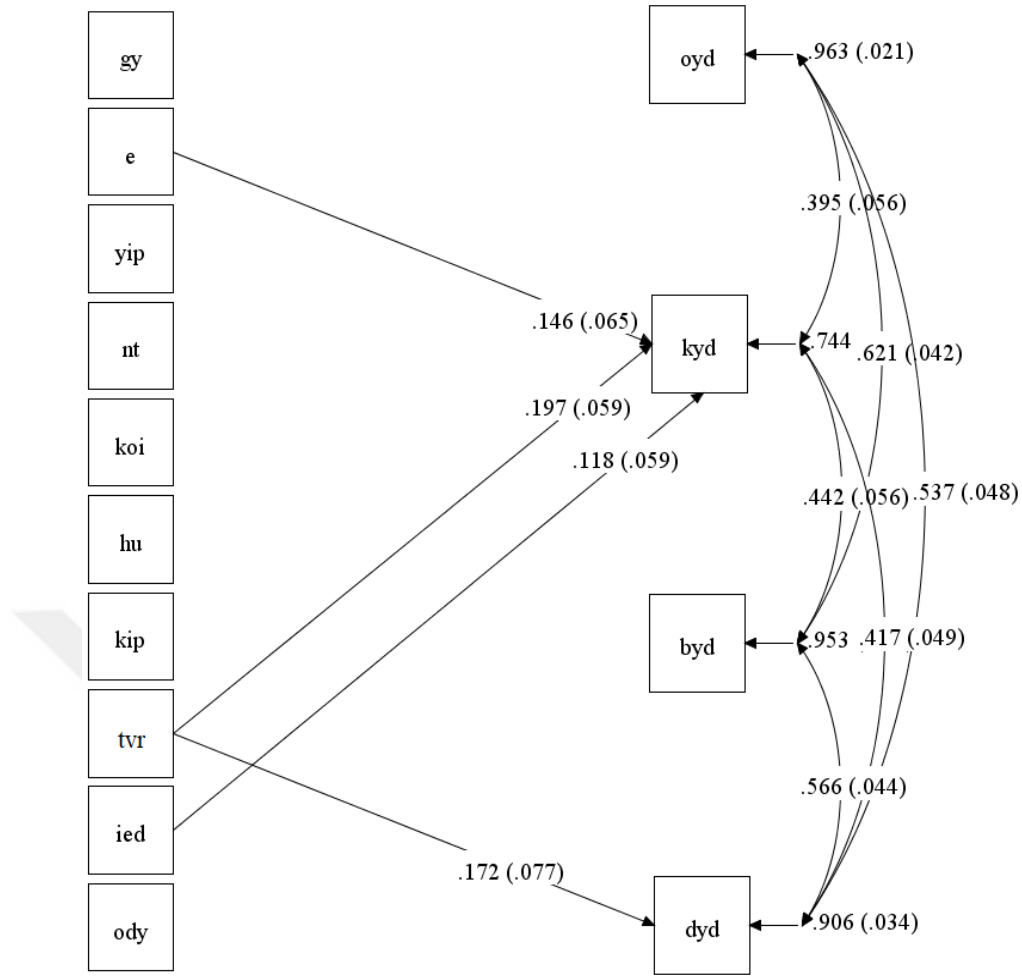 gy
e
yip
nt
koi
hu
kip
tvr
ied
ody
oyd
kyd
byd
dyd
.963 (.021)
.395 (.056)
.146 (.065)
.744
.621 (.042)
.197 (.059)
.118 (.059)
.442 (.056)
.537 (.048)
.953
.417 (.049)
.566 (.044)
.172 (.077)
.906 (.034)